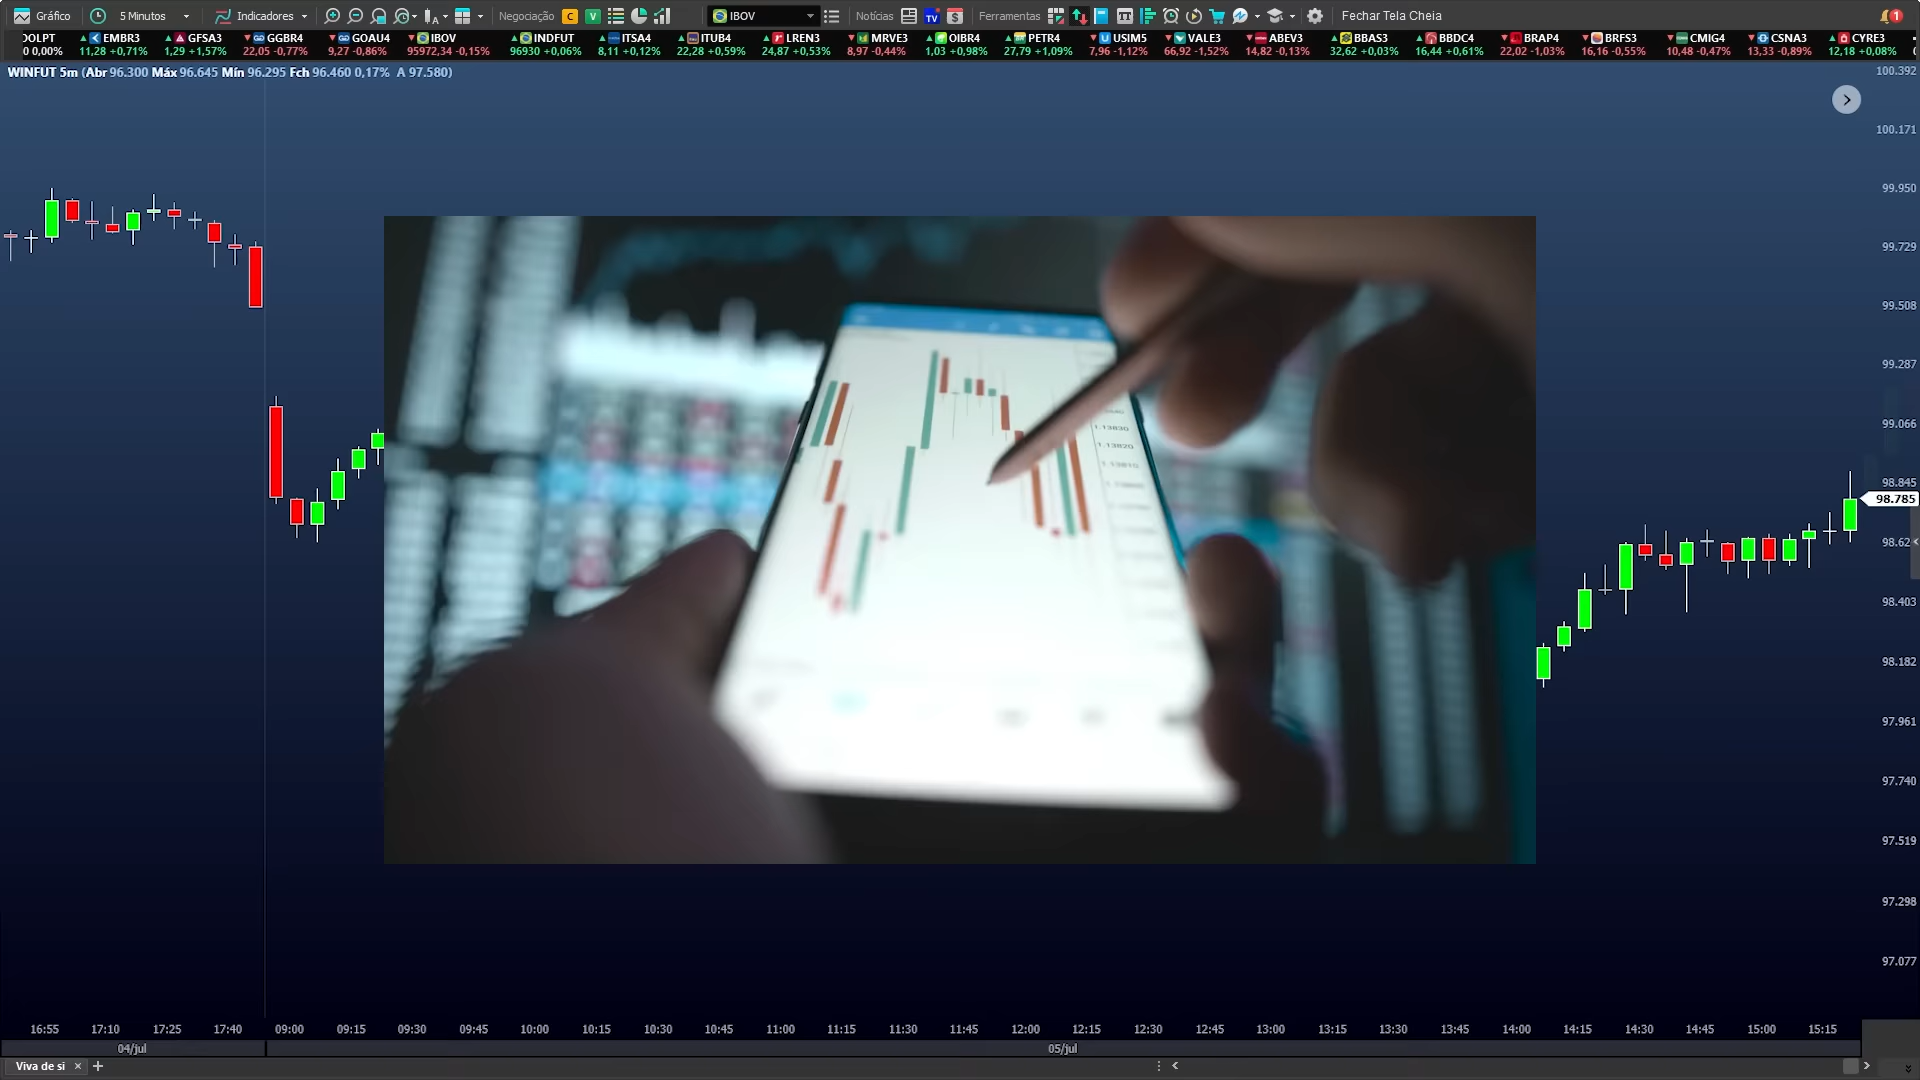 Gráfico 5 Minutos Indicadores Negociação C V IBOV Notícias TV $ Ferramentas Fechar Tela Cheia 1
DOLPT EMBR3 GFSA3 GGBR4 GOAU4 IBOV INDFUT ITSA4 ITUB4 LREN3 MRVE3 OIBR4 PETR4 USIM5 VALE3 ABEV3 BBAS3 BBDC4 BRAP4 BRFS3 CMIG4 CSNA3 CYRE3
0 0,00% 11,28 +0,71% 1,29 +1,57% 22,05 -0,77% 9,27 -0,86% 95972,34 -0,15% 96930 +0,06% 8,11 +0,12% 22,28 +0,59% 24,87 +0,53% 8,97 -0,44% 1,03 +0,98% 27,79 +1,09% 7,96 -1,12% 66,92 -1,52% 14,82 -0,13% 32,62 +0,03% 16,44 +0,61% 22,02 -1,03% 16,16 -0,55% 10,48 -0,47% 13,33 -0,89% 12,18 +0,08%
WINFUT 5m (Abr 96.300 Máx 96.645 Mín 96.295 Fch 96.460 0,17% A 97.580)
100.392
100.171
99.950
99.729
99.508
99.287
99.066
98.845
98.785
98.62
98.403
98.182
97.961
97.740
97.519
97.298
97.077
1.13830
1.13820
16:55 17:10 17:25 17:40 09:00 09:15 09:30 09:45 10:00 10:15 10:30 10:45 11:00 11:15 11:30 11:45 12:00 12:15 12:30 12:45 13:00 13:15 13:30 13:45 14:00 14:15 14:30 14:45 15:00 15:15
04/jul 05/jul
Viva de si